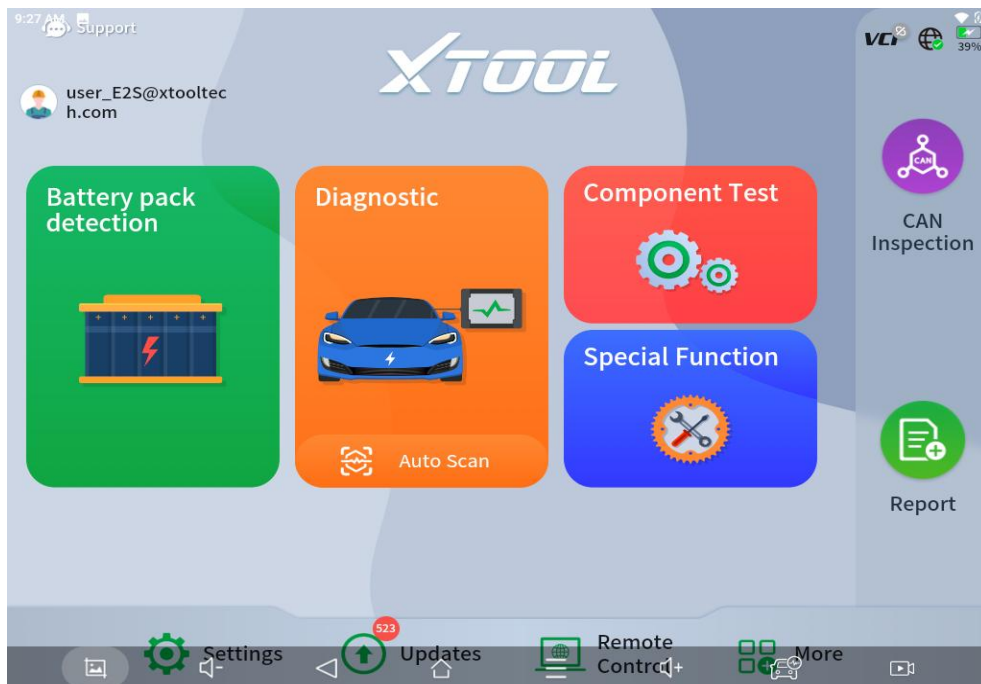 9:27 AM
Support
VCI
39%
XTOOL
user_E2S@xtooltec
h.com
Battery pack
detection
Diagnostic
Auto Scan
Component Test
Special Function
CAN
CAN
Inspection
Report
523
Settings
Updates
Remote
Control
More